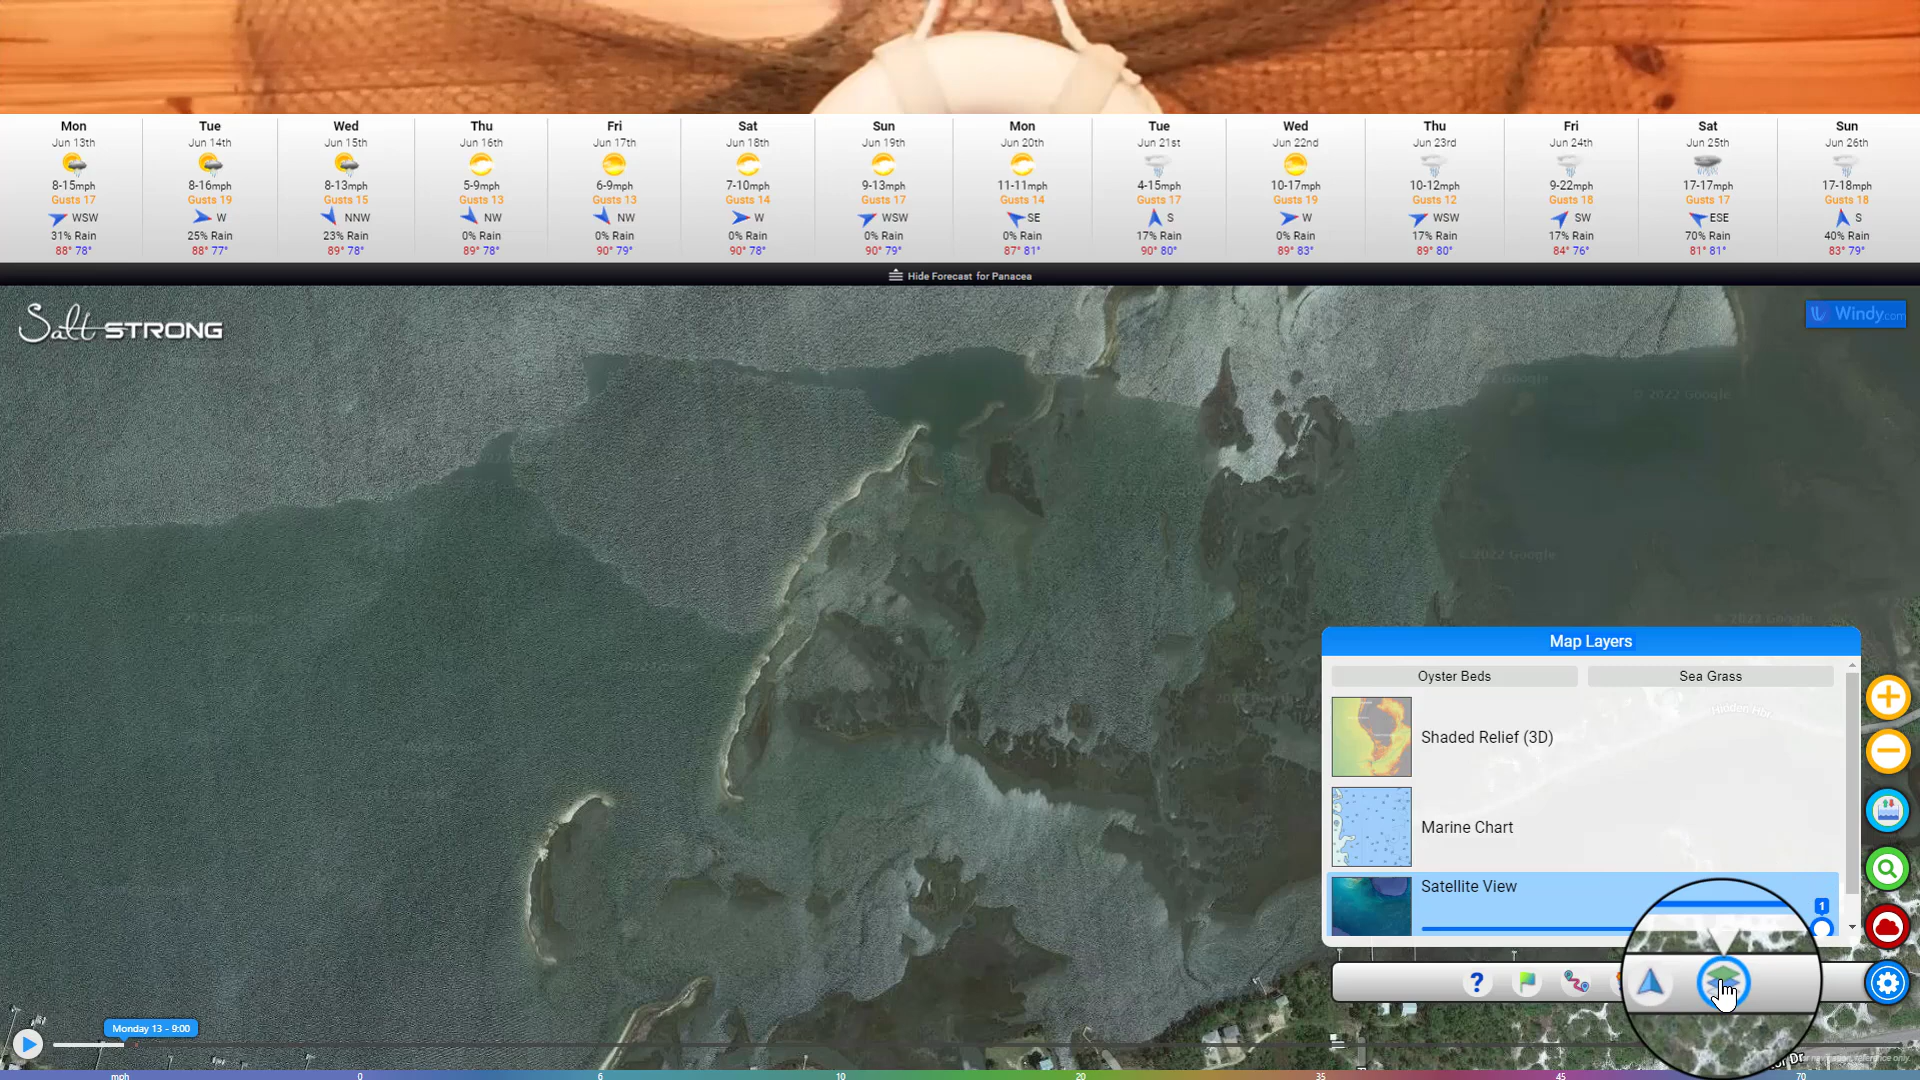 Mon Tue Wed Thu Fri Sat Sun Mon Tue Wed Thu Fri Sat Sun
Jun 13th Jun 14th Jun 15th Jun 16th Jun 17th Jun 18th Jun 19th Jun 20th Jun 21st Jun 22nd Jun 23rd Jun 24th Jun 25th Jun 26th
8-15mph 8-16mph 8-13mph 5-9mph 6-9mph 7-10mph 9-13mph 11-11mph 4-15mph 10-17mph 10-12mph 9-22mph 17-17mph 17-18mph
Gusts 17 Gusts 19 Gusts 15 Gusts 13 Gusts 13 Gusts 14 Gusts 17 Gusts 14 Gusts 17 Gusts 19 Gusts 12 Gusts 18 Gusts 17 Gusts 18
WSW W NNW NW NW W WSW SE S W WSW SW ESE S
31% Rain 25% Rain 23% Rain 0% Rain 0% Rain 0% Rain 0% Rain 0% Rain 17% Rain 0% Rain 17% Rain 17% Rain 70% Rain 40% Rain
88° 78° 88° 77° 89° 78° 89° 78° 90° 79° 90° 78° 90° 79° 87° 81° 90° 80° 89° 83° 89° 80° 84° 76° 81° 81° 83° 79°
Hide Forecast for Panacea
Salt STRONG
Windy.com
© 2022 Google
© 2022 Google
Map Layers
Oyster Beds Sea Grass
Hidden Hbr
Shaded Relief (3D)
Marine Chart
Satellite View
1
?
Monday 13 - 9:00
Dr
mph 0 6 10 20 35 45 70